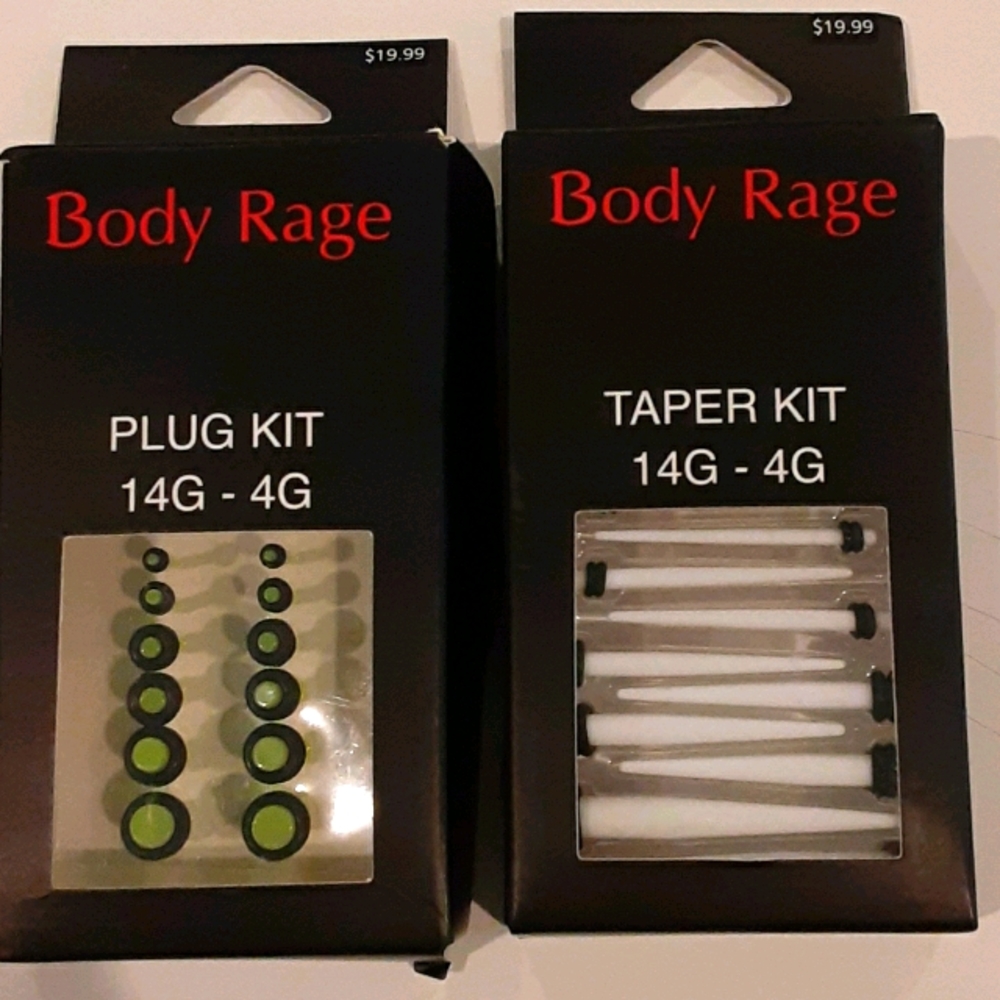 $19.99
Body Rage
PLUG KIT
14G - 4G
$19.99
Body Rage
TAPER KIT
14G - 4G